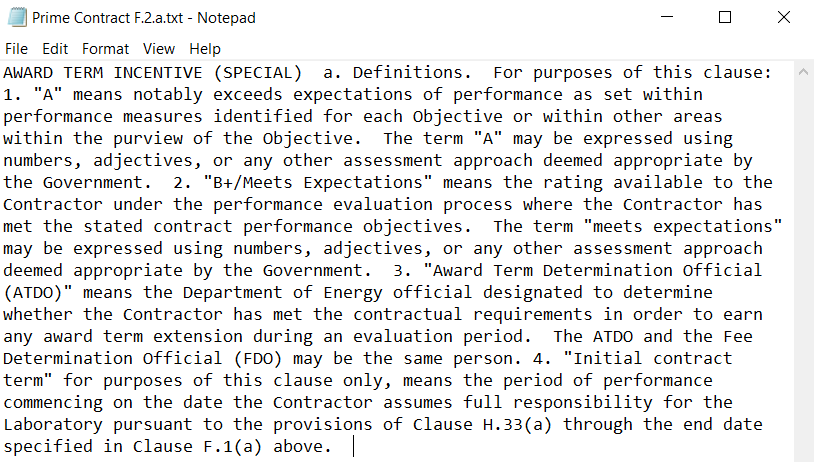 Prime Contract F.2.a.txt - Notepad
File Edit Format View Help
AWARD TERM INCENTIVE (SPECIAL)  a. Definitions.  For purposes of this clause:
1. "A" means notably exceeds expectations of performance as set within
performance measures identified for each Objective or within other areas
within the purview of the Objective.  The term "A" may be expressed using
numbers, adjectives, or any other assessment approach deemed appropriate by
the Government.  2. "B+/Meets Expectations" means the rating available to the
Contractor under the performance evaluation process where the Contractor has
met the stated contract performance objectives.  The term "meets expectations"
may be expressed using numbers, adjectives, or any other assessment approach
deemed appropriate by the Government.  3. "Award Term Determination Official
(ATDO)" means the Department of Energy official designated to determine
whether the Contractor has met the contractual requirements in order to earn
any award term extension during an evaluation period.  The ATDO and the Fee
Determination Official (FDO) may be the same person. 4. "Initial contract
term" for purposes of this clause only, means the period of performance
commencing on the date the Contractor assumes full responsibility for the
Laboratory pursuant to the provisions of Clause H.33(a) through the end date
specified in Clause F.1(a) above.